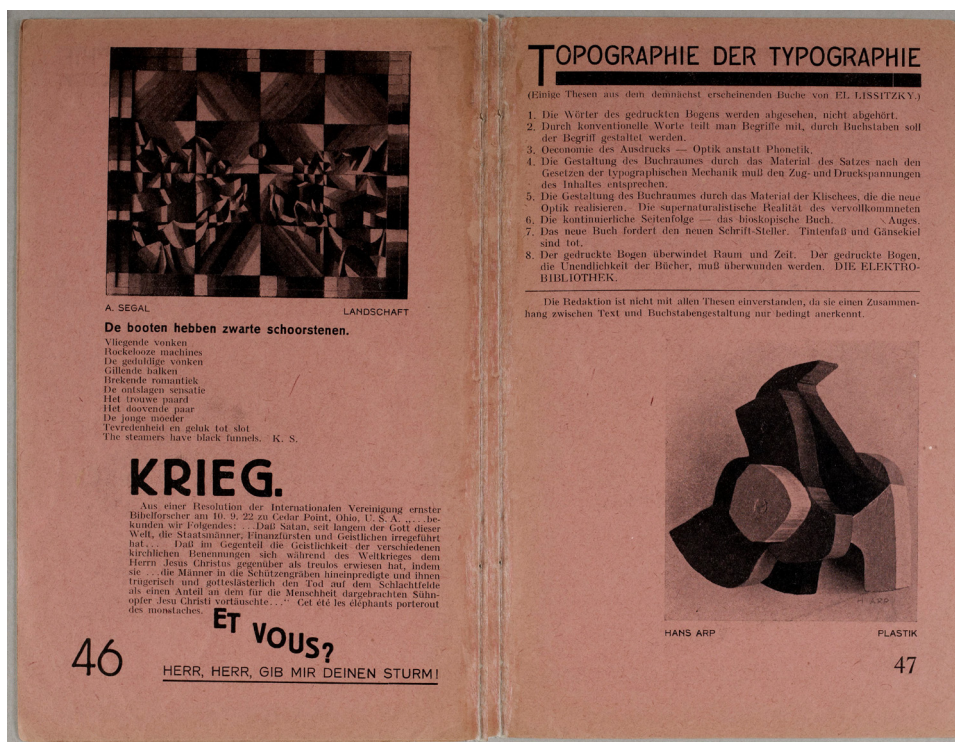 A. SEGAL
LANDSCHAFT
De booten hebben zwarte schoorstenen.
Vliegende vonken
Rockelooze machines
De geduldige vonken
Gillende balken
Brekende romantiek
De ontslagen sensatie
Het trouwe paard
Het doovende paar
De jonge moeder
Tevredenheid en geluk tot slot
The steamers have black funnels. K. S.
KRIEG.
Aus einer Resolution der Internationalen Vereinigung ernster
Bibelforscher am 10. 9. 22 zu Cedar Point, Ohio, U. S. A. „... be-
kunden wir Folgendes: ...Daß Satan, seit langem der Gott dieser
Welt, die Staatsmänner, Finanzfürsten und Geistlichen irregeführt
hat.... Daß im Gegenteil die Geistlichkeit der verschiedenen
kirchlichen Benennungen sich während des Weltkrieges dem
Herrn Jesus Christus gegenüber als treulos erwiesen hat, indem
sie ...die Männer in die Schützengräben hineinpredigte und ihnen
trügerisch und gotteslästerlich den Tod auf dem Schlachtfelde
als einen Anteil an dem für die Menschheit dargebrachten Sühn-
opfer Jesu Christi vortäuschte..." Cet été les éléphants porterout
des monstaches.
ET VOUS?
HERR, HERR, GIB MIR DEINEN STURM!
46
TOPOGRAPHIE DER TYPOGRAPHIE
(Einige Thesen aus dem demnächst erscheinenden Buche von EL LISSITZKY.)
1. Die Wörter des gedruckten Bogens werden abgesehen, nicht abgehört.
2. Durch konventionelle Worte teilt man Begriffe mit, durch Buchstaben soll
der Begriff gestaltet werden.
3. Oeconomie des Ausdrucks — Optik anstatt Phonetik.
4. Die Gestaltung des Buchraumes durch das Material des Satzes nach den
Gesetzen der typographischen Mechanik muß den Zug- und Druckspannungen
des Inhaltes entsprechen.
5. Die Gestaltung des Buchraumes durch das Material der Klischees, die die neue
Optik realisieren. Die supernaturalistische Realität des vervollkommneten
6. Die kontinuierliche Seitenfolge — das bioskopische Buch. \ Auges.
7. Das neue Buch fordert den neuen Schrift-Steller. Tintenfaß und Gänsekiel
sind tot.
8. Der gedruckte Bogen überwindet Raum und Zeit. Der gedruckte Bogen,
die Unendlichkeit der Bücher, muß überwunden werden. DIE ELEKTRO-
BIBLIOTHEK.
Die Redaktion ist nicht mit allen Thesen einverstanden, da sie einen Zusammen-
hang zwischen Text und Buchstabengestaltung nur bedingt anerkennt.
ARP
HANS ARP
PLASTIK
47